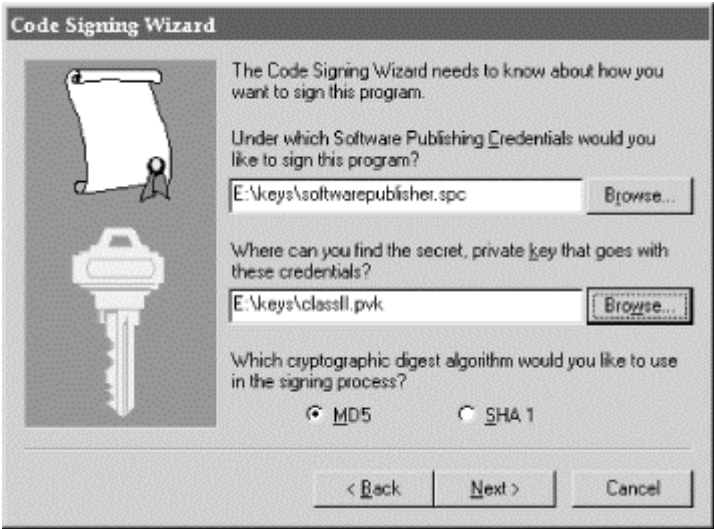 Code Signing Wizard
The Code Signing Wizard needs to know about how you
want to sign this program.
Under which Software Publishing Credentials would you
like to sign this program?
E:\keys\softwarepublisher.spc
Browse...
Where can you find the secret, private key that goes with
these credentials?
E:\keys\classII.pvk
Browse...
Which cryptographic digest algorithm would you like to use
in the signing process?
MD5 SHA 1
< Back Next > Cancel